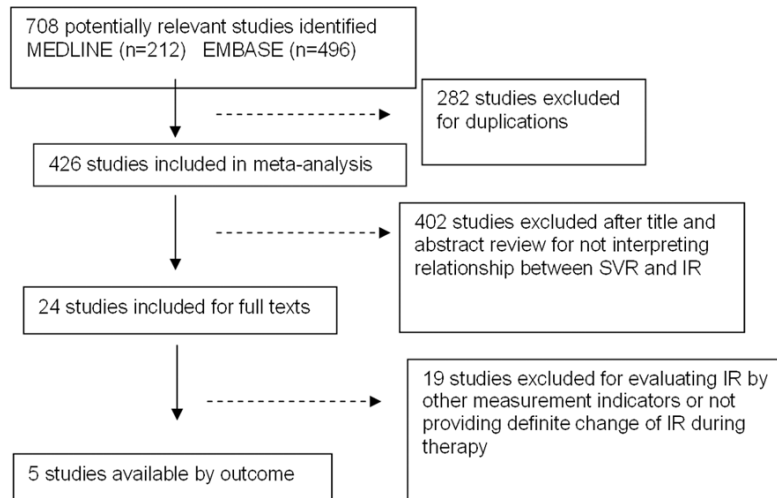 708 potentially relevant studies identified
MEDLINE (n=212) EMBASE (n=496)
282 studies excluded
for duplications
426 studies included in meta-analysis
402 studies excluded after title and
abstract review for not interpreting
relationship between SVR and IR
24 studies included for full texts
19 studies excluded for evaluating IR by
other measurement indicators or not
providing definite change of IR during
therapy
5 studies available by outcome